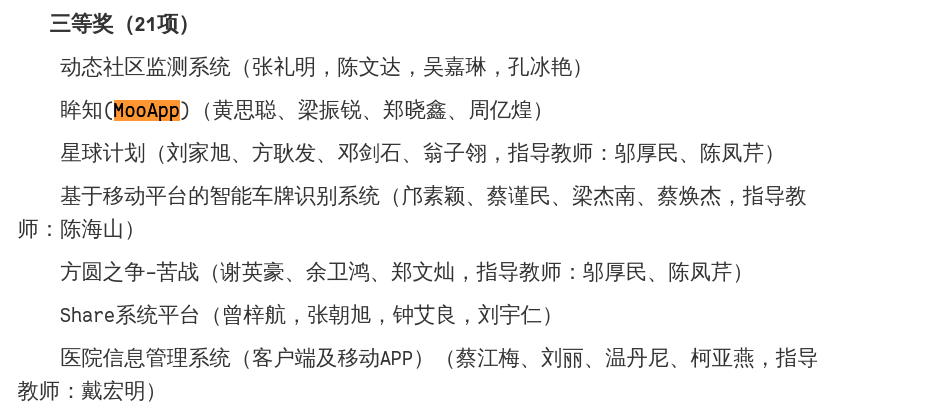 三等奖（21项）
动态社区监测系统（张礼明，陈文达，吴嘉琳，孔冰艳）
眸知(MooApp)（黄思聪、梁振锐、郑晓鑫、周亿煌）
星球计划（刘家旭、方耿发、邓剑石、翁子翎，指导教师：邬厚民、陈凤芹）
基于移动平台的智能车牌识别系统（邝素颖、蔡谨民、梁杰南、蔡焕杰，指导教
师：陈海山）
方圆之争-苦战（谢英豪、余卫鸿、郑文灿，指导教师：邬厚民、陈凤芹）
Share系统平台（曾梓航，张朝旭，钟艾良，刘宇仁）
医院信息管理系统（客户端及移动APP）（蔡江梅、刘丽、温丹尼、柯亚燕，指导
教师：戴宏明）